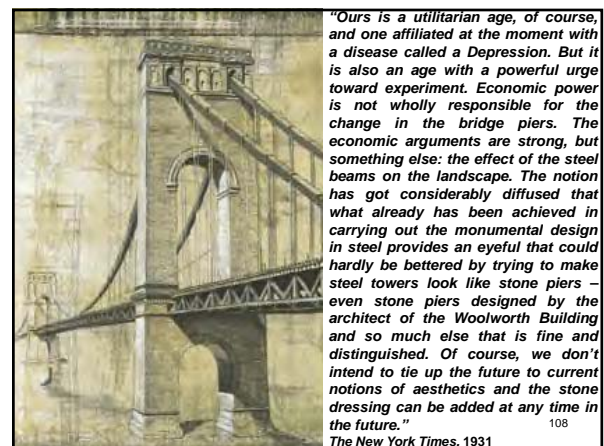 “Ours is a utilitarian age, of course,
and one affiliated at the moment with
a disease called a Depression. But it
is also an age with a powerful urge
toward experiment. Economic power
is not wholly responsible for the
change in the bridge piers. The
economic arguments are strong, but
something else: the effect of the steel
beams on the landscape. The notion
has got considerably diffused that
what already has been achieved in
carrying out the monumental design
in steel provides an eyeful that could
hardly be bettered by trying to make
steel towers look like stone piers –
even stone piers designed by the
architect of the Woolworth Building
and so much else that is fine and
distinguished. Of course, we don’t
intend to tie up the future to current
notions of aesthetics and the stone
dressing can be added at any time in
the future.”
108
The New York Times, 1931